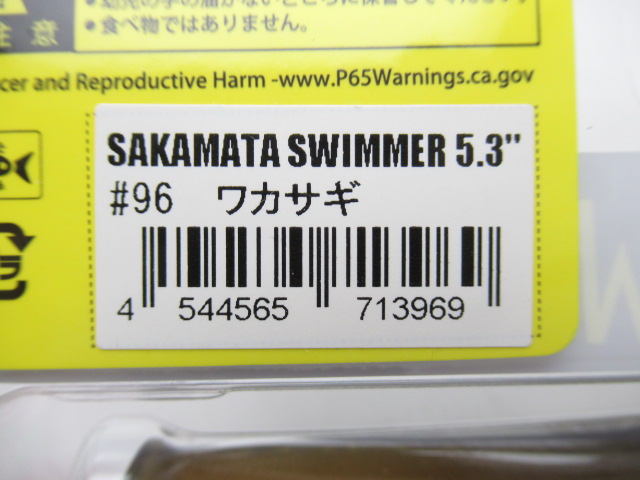 注意
●食べ物ではありません。
cer and Reproductive Harm -www.P65Warnings.ca.gov
SAKAMATA SWIMMER 5.3"
#96 ワカサギ
4 544565 713969